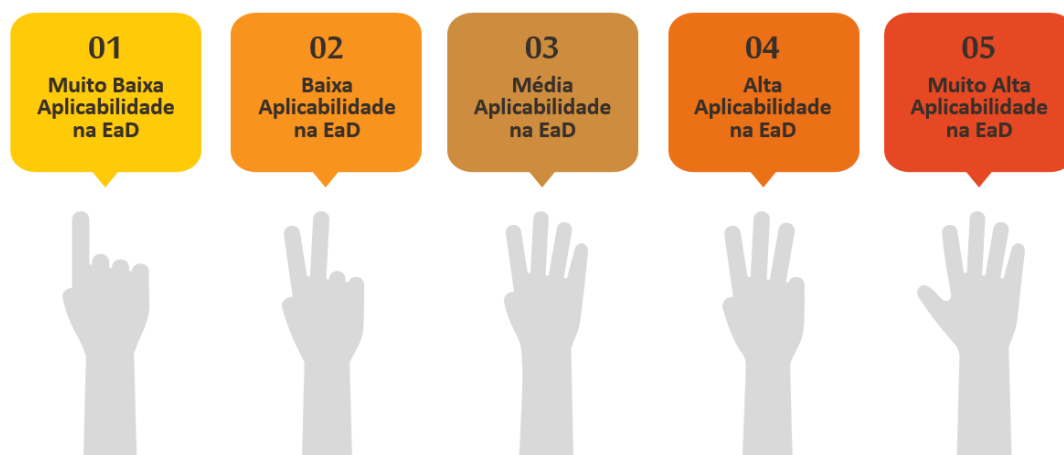 01
Muito Baixa
Aplicabilidade
na EaD
02
Baixa
Aplicabilidade
na EaD
03
Média
Aplicabilidade
na EaD
04
Alta
Aplicabilidade
na EaD
05
Muito Alta
Aplicabilidade
na EaD